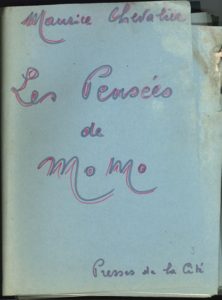 Maurice Chevalier
Les Pensées
de
MoMo
Presses de la Cité